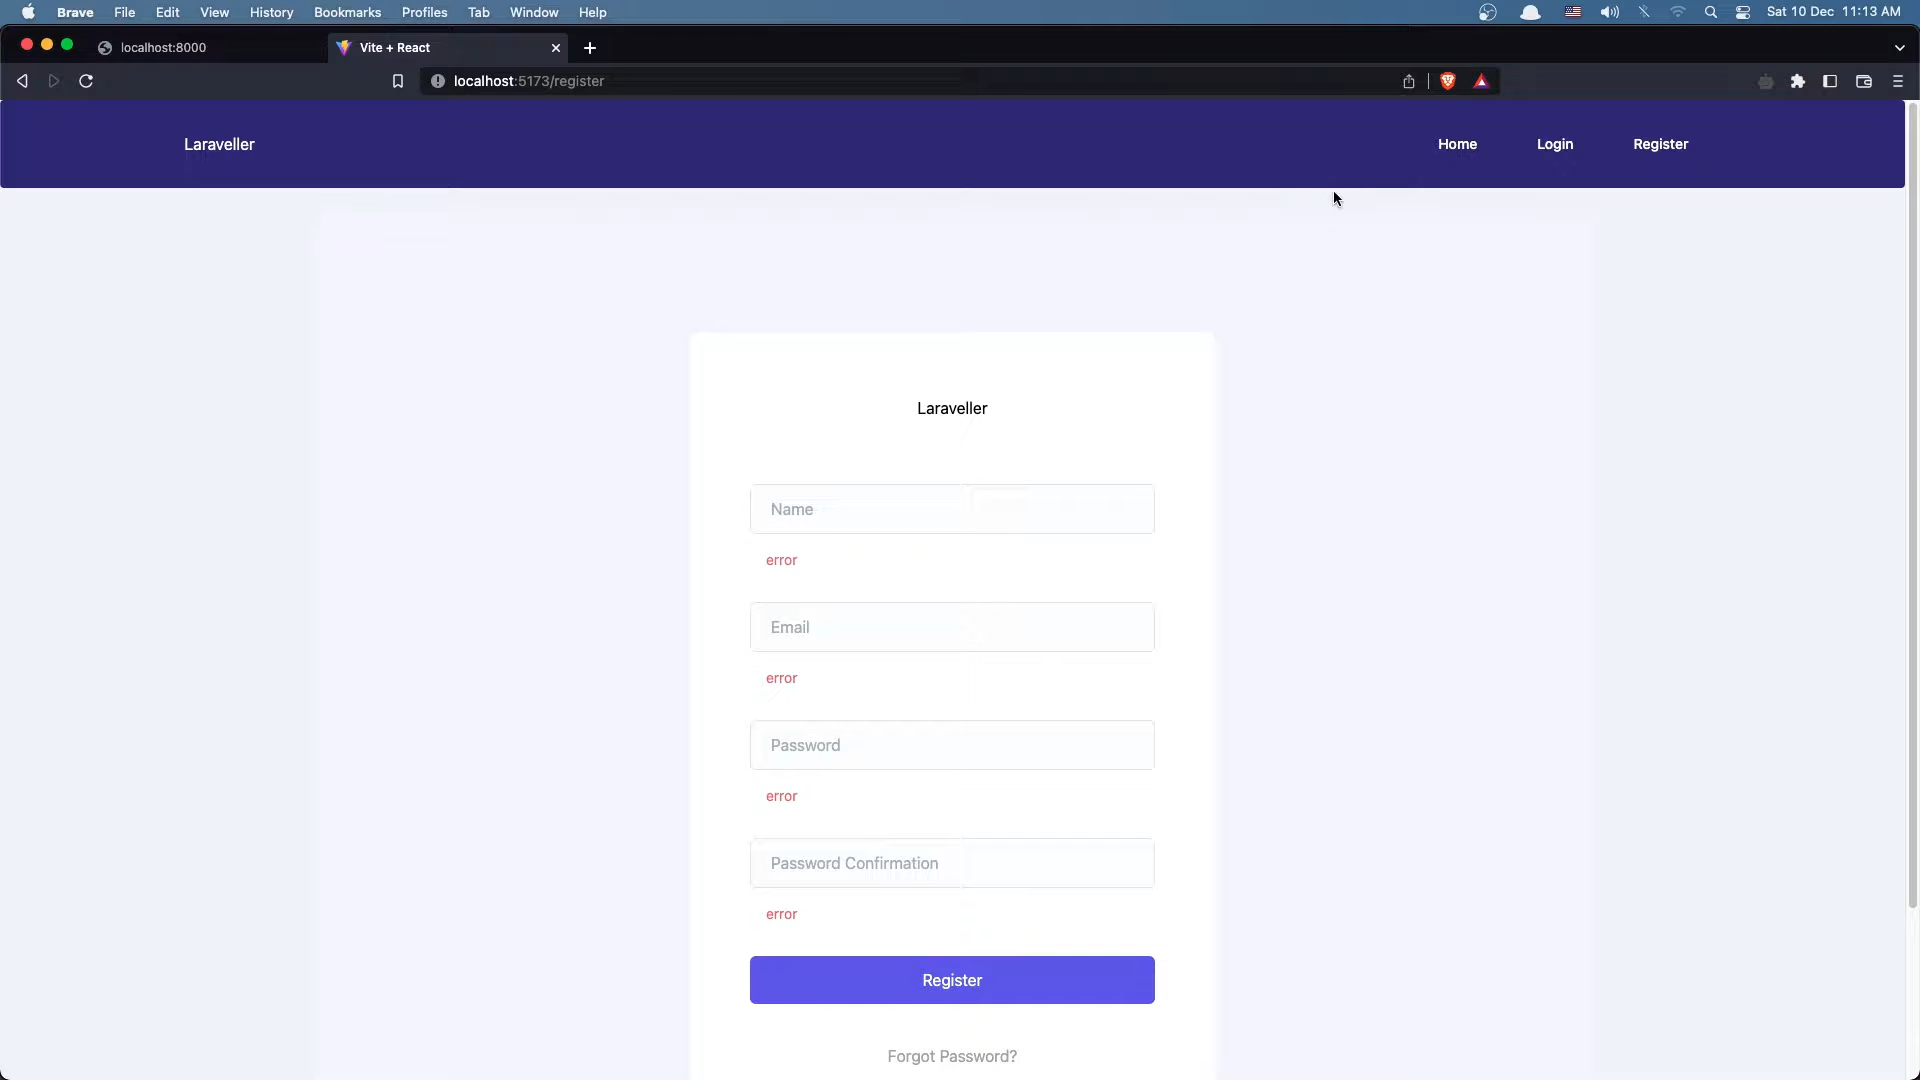 Brave File Edit View History Bookmarks Profiles Tab Window Help Sat 10 Dec 11:13 AM
localhost:8000 Vite + React
localhost:5173/register
Laraveller Home Login Register
Laraveller
Name
error
Email
error
Password
error
Password Confirmation
error
Register
Forgot Password?